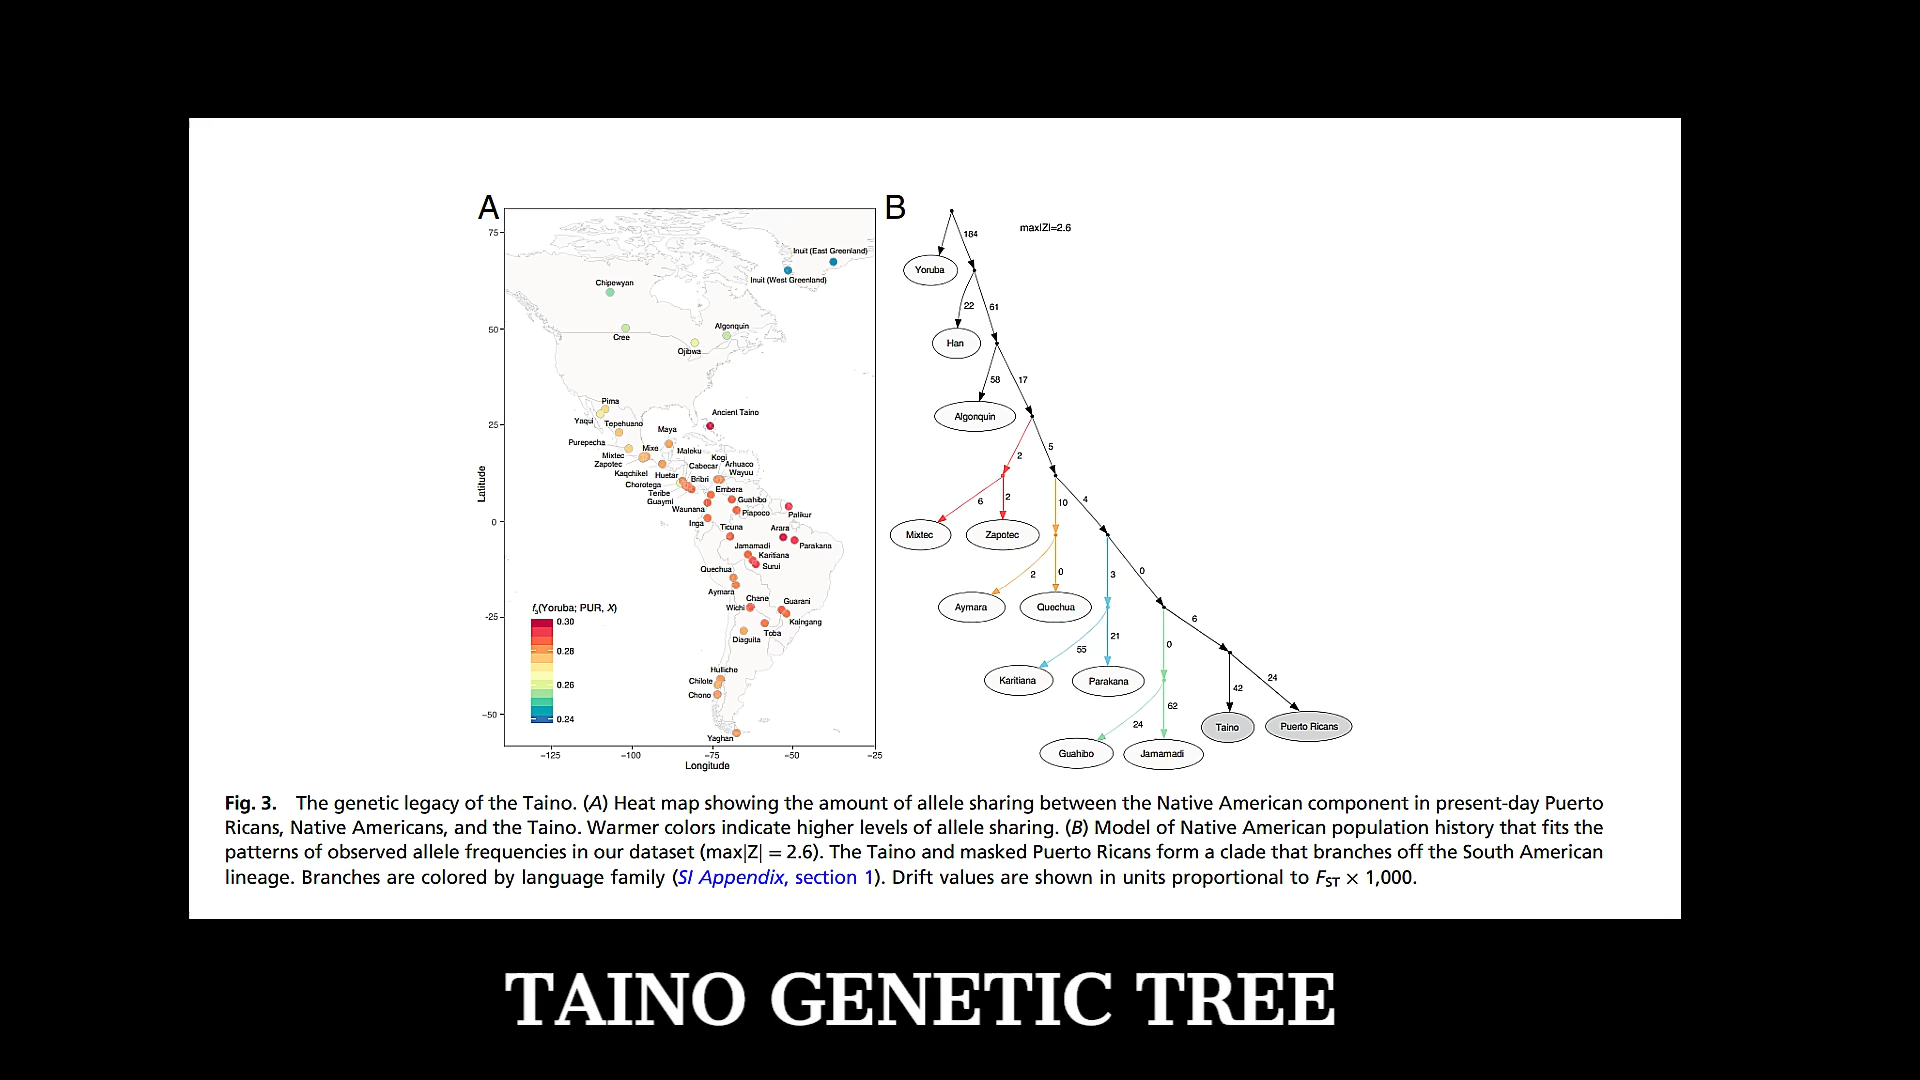 A
75
50
25
0
-25
-50
Latitude
-125
-100
-75
-50
-25
Longitude
Inuit (East Greenland)
Inuit (West Greenland)
Chipewyan
Algonquin
Cree
Ojibwa
Pima
Yaqui
Tepehuano
Ancient Taino
Purepecha
Maya
Mixtec
Mixe
Zapotec
Maleku
Kogi
Kaqchikel
Huetar
Cabecar
Arhuaco
Wayuu
Chorotega
Bribri
Teribe
Embera
Guaymi
Guahibo
Waunana
Piapoco
Palikur
Inga
Ticuna
Arara
Jamamadi
Parakana
Karitiana
Surui
Quechua
Aymara
Chane
Guarani
Wichi
Kaingang
Toba
Diaguita
Huilliche
Chilote
Chono
Yaghan
f3(Yoruba; PUR, X)
0.30
0.28
0.26
0.24
B
max|Z|=2.6
184
Yoruba
22
61
Han
58
17
Algonquin
2
5
6
2
10
4
Mixtec
Zapotec
2
0
3
0
Aymara
Quechua
55
21
0
6
Karitiana
Parakana
24
62
42
24
Guahibo
Jamamadi
Taino
Puerto Ricans
Fig. 3. The genetic legacy of the Taino. (A) Heat map showing the amount of allele sharing between the Native American component in present-day Puerto
Ricans, Native Americans, and the Taino. Warmer colors indicate higher levels of allele sharing. (B) Model of Native American population history that fits the
patterns of observed allele frequencies in our dataset (max|Z| = 2.6). The Taino and masked Puerto Ricans form a clade that branches off the South American
lineage. Branches are colored by language family (SI Appendix, section 1). Drift values are shown in units proportional to FST × 1,000.
TAINO GENETIC TREE